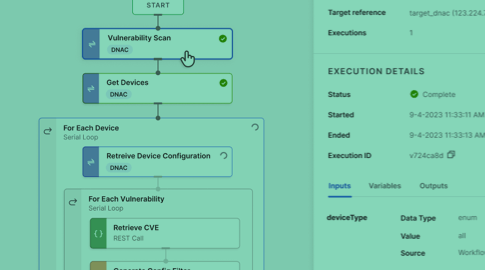 START
Vulnerability Scan
DNAC
Get Devices
DNAC
For Each Device
Serial Loop
Retreive Device Configuration
DNAC
For Each Vulnerability
Serial Loop
Retrieve CVE
REST Call
Generate Config Filter
Target reference target_dnac (123.224.
Executions 1
EXECUTION DETAILS
Status Complete
Started 9-4-2023 11:33:11 AM
Ended 9-4-2023 11:33:13 AM
Execution ID v724ca8d
Inputs Variables Outputs
deviceType Data Type enum
Value all
Source Workflo